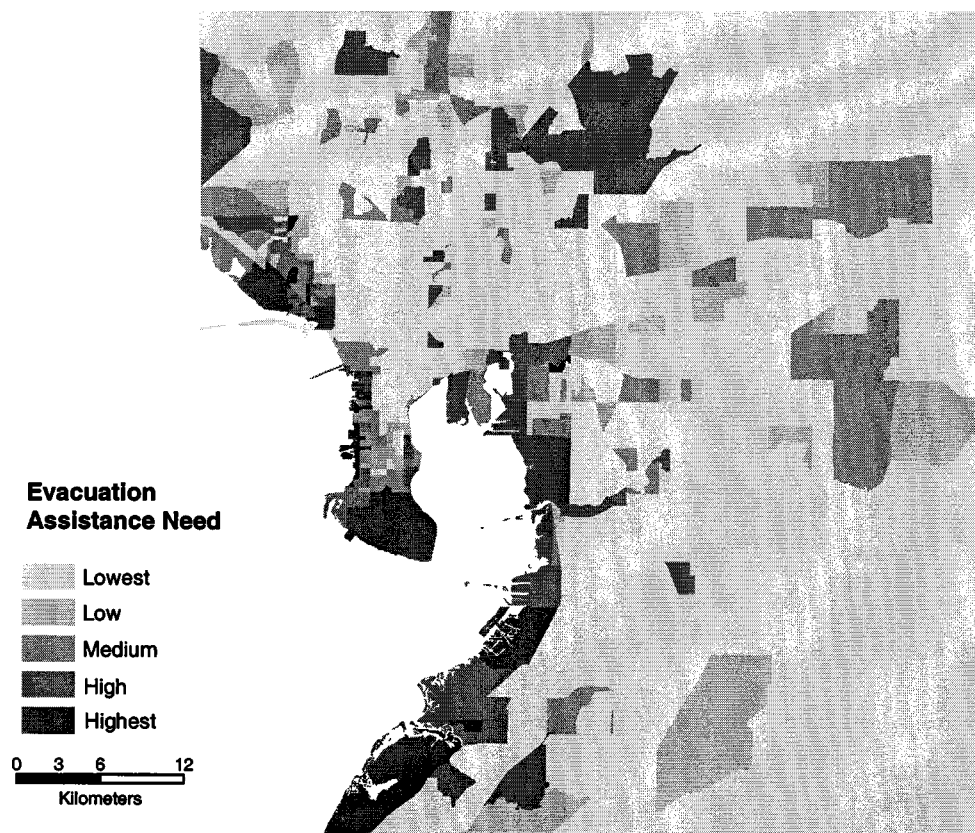 Evacuation
Assistance Need
Lowest
Low
Medium
High
Highest
0 3 6 12
Kilometers